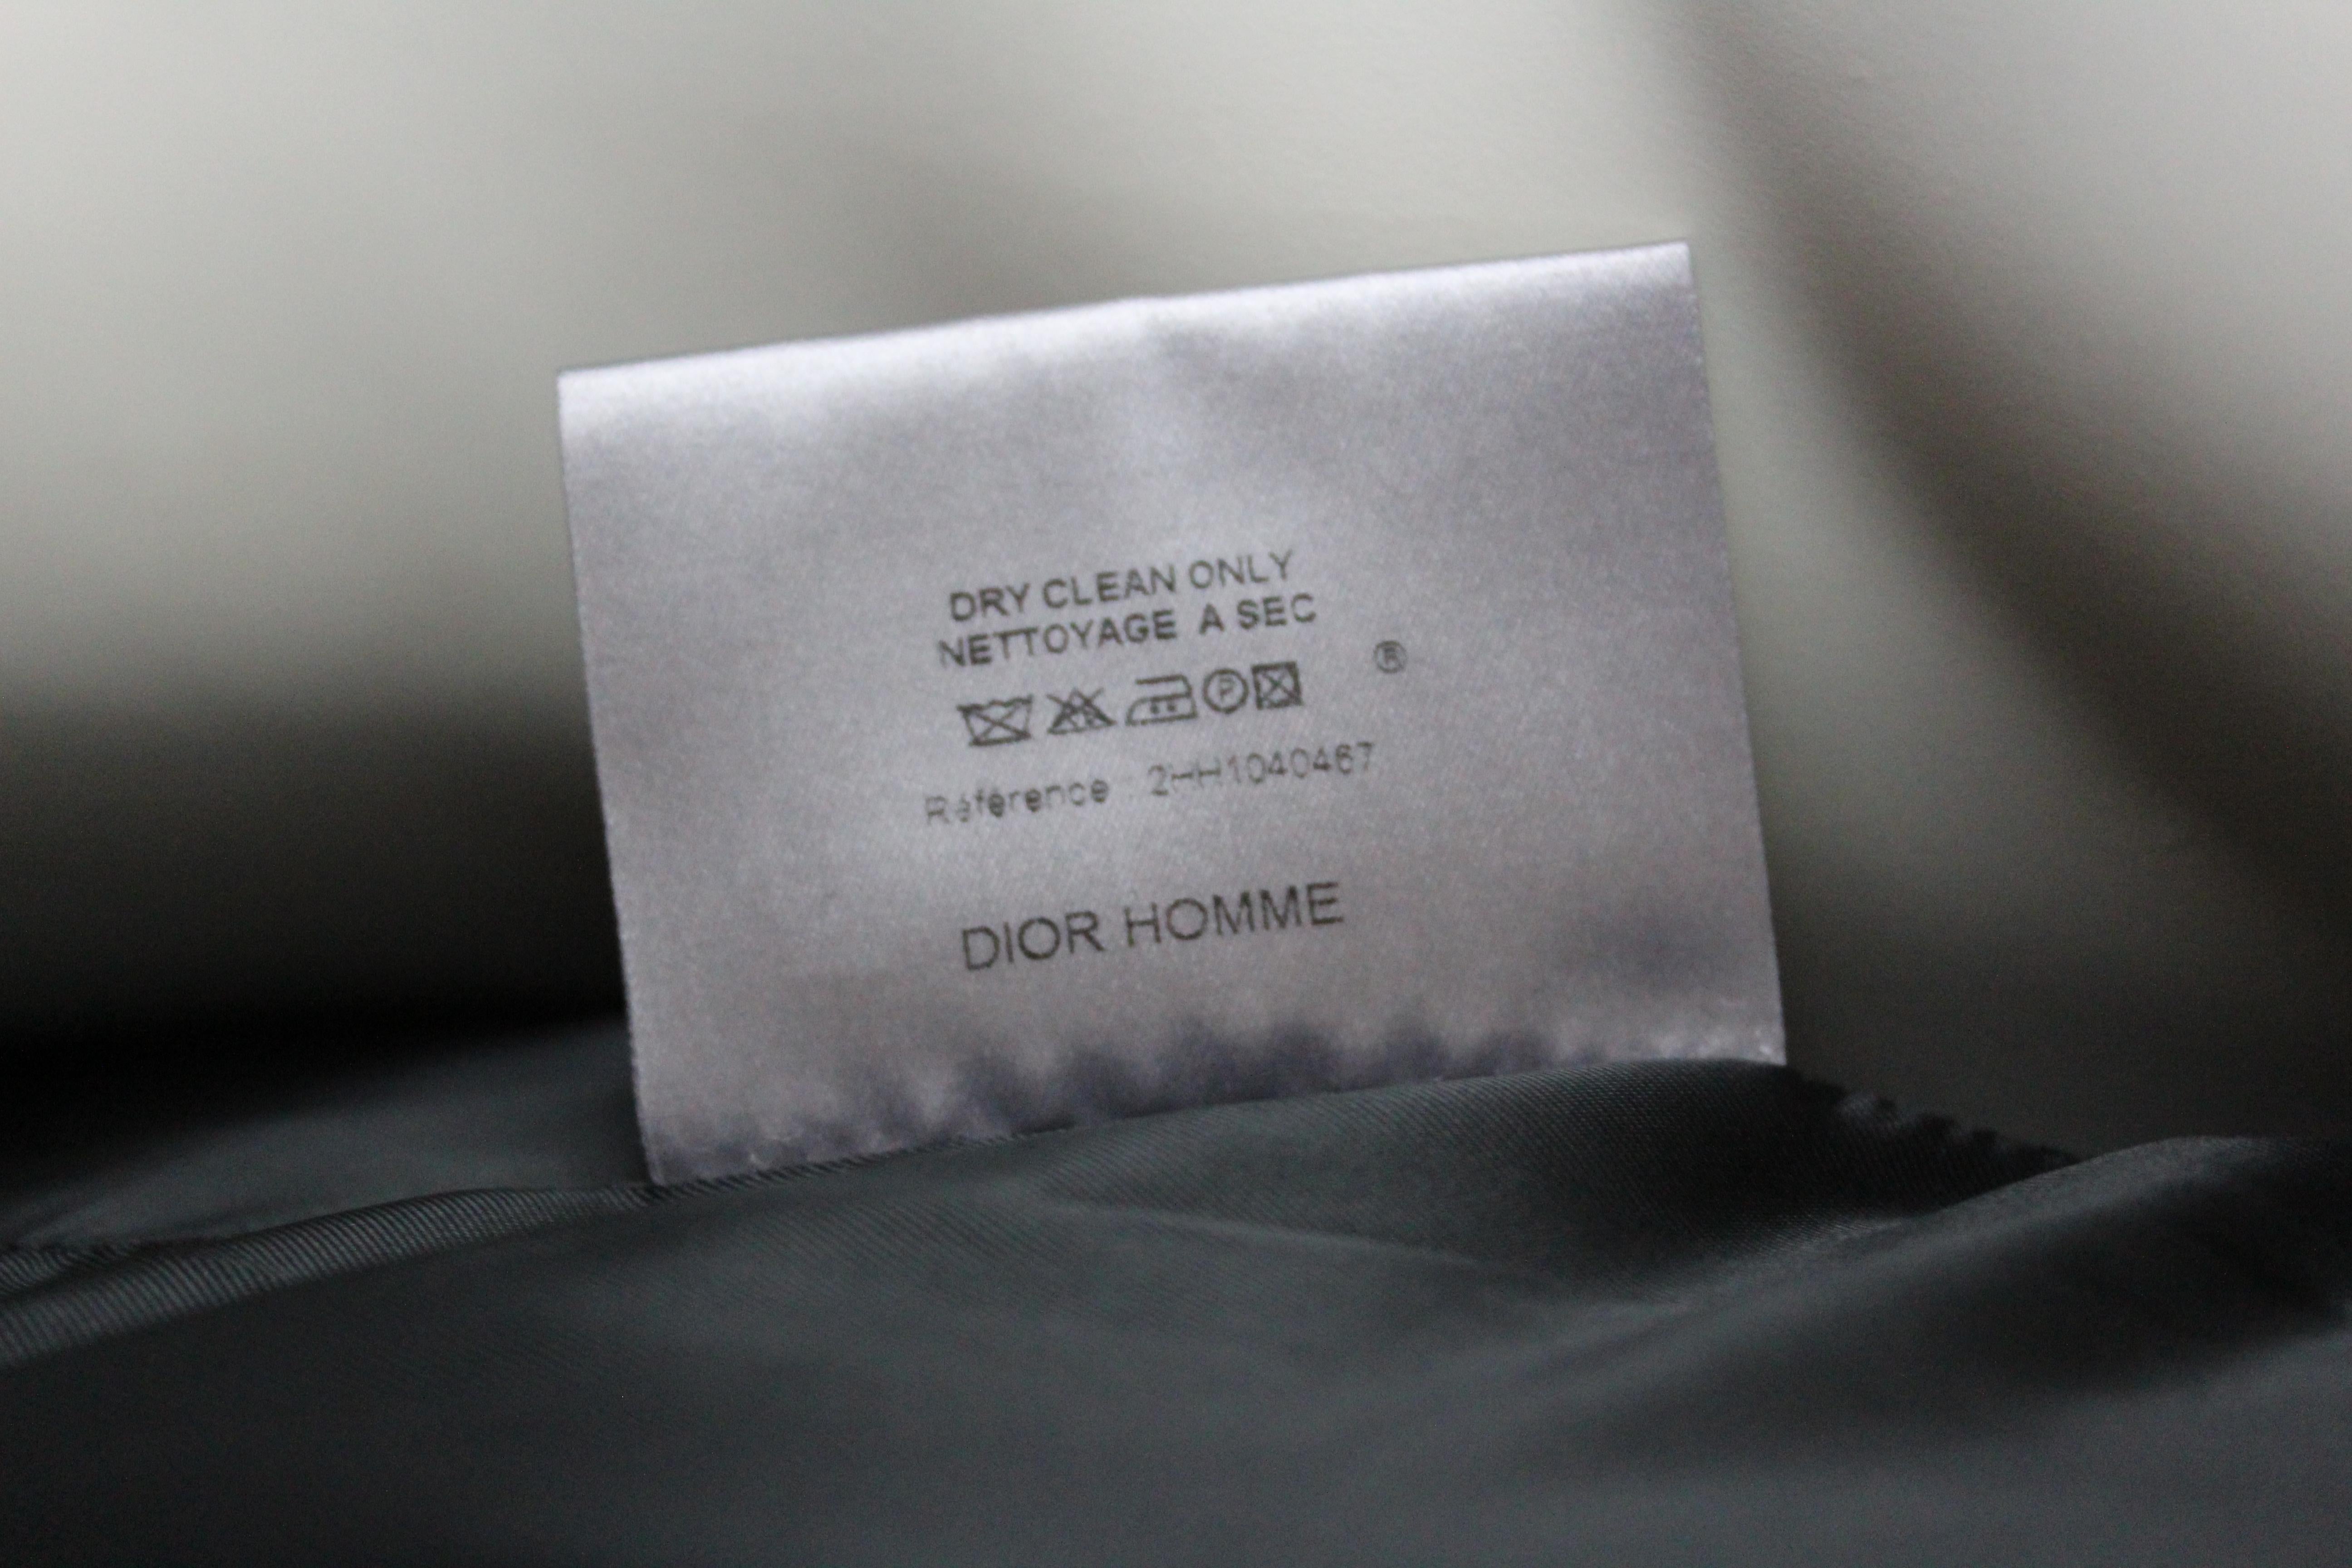 DRY CLEAN ONLY
NETTOYAGE A SEC
®
P
Référence : 2HH1040467
DIOR HOMME